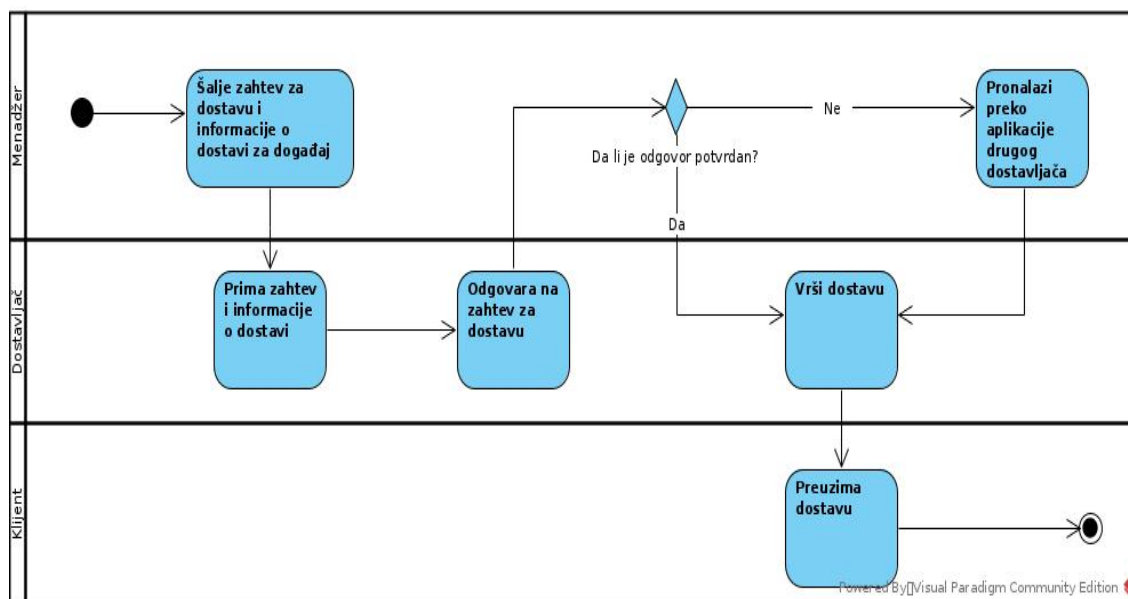 Menadžer
Šalje zahtev za
dostavu i
informacije o
dostavi za događaj
Da li je odgovor potvrdan?
Ne
Da
Pronalazi
preko
aplikacije
drugog
dostavljača
Dostavljač
Prima zahtev
i informacije
o dostavi
Odgovara na
zahtev za
dostavu
Vrši dostavu
Klijent
Preuzima
dostavu
Powered By▯Visual Paradigm Community Edition